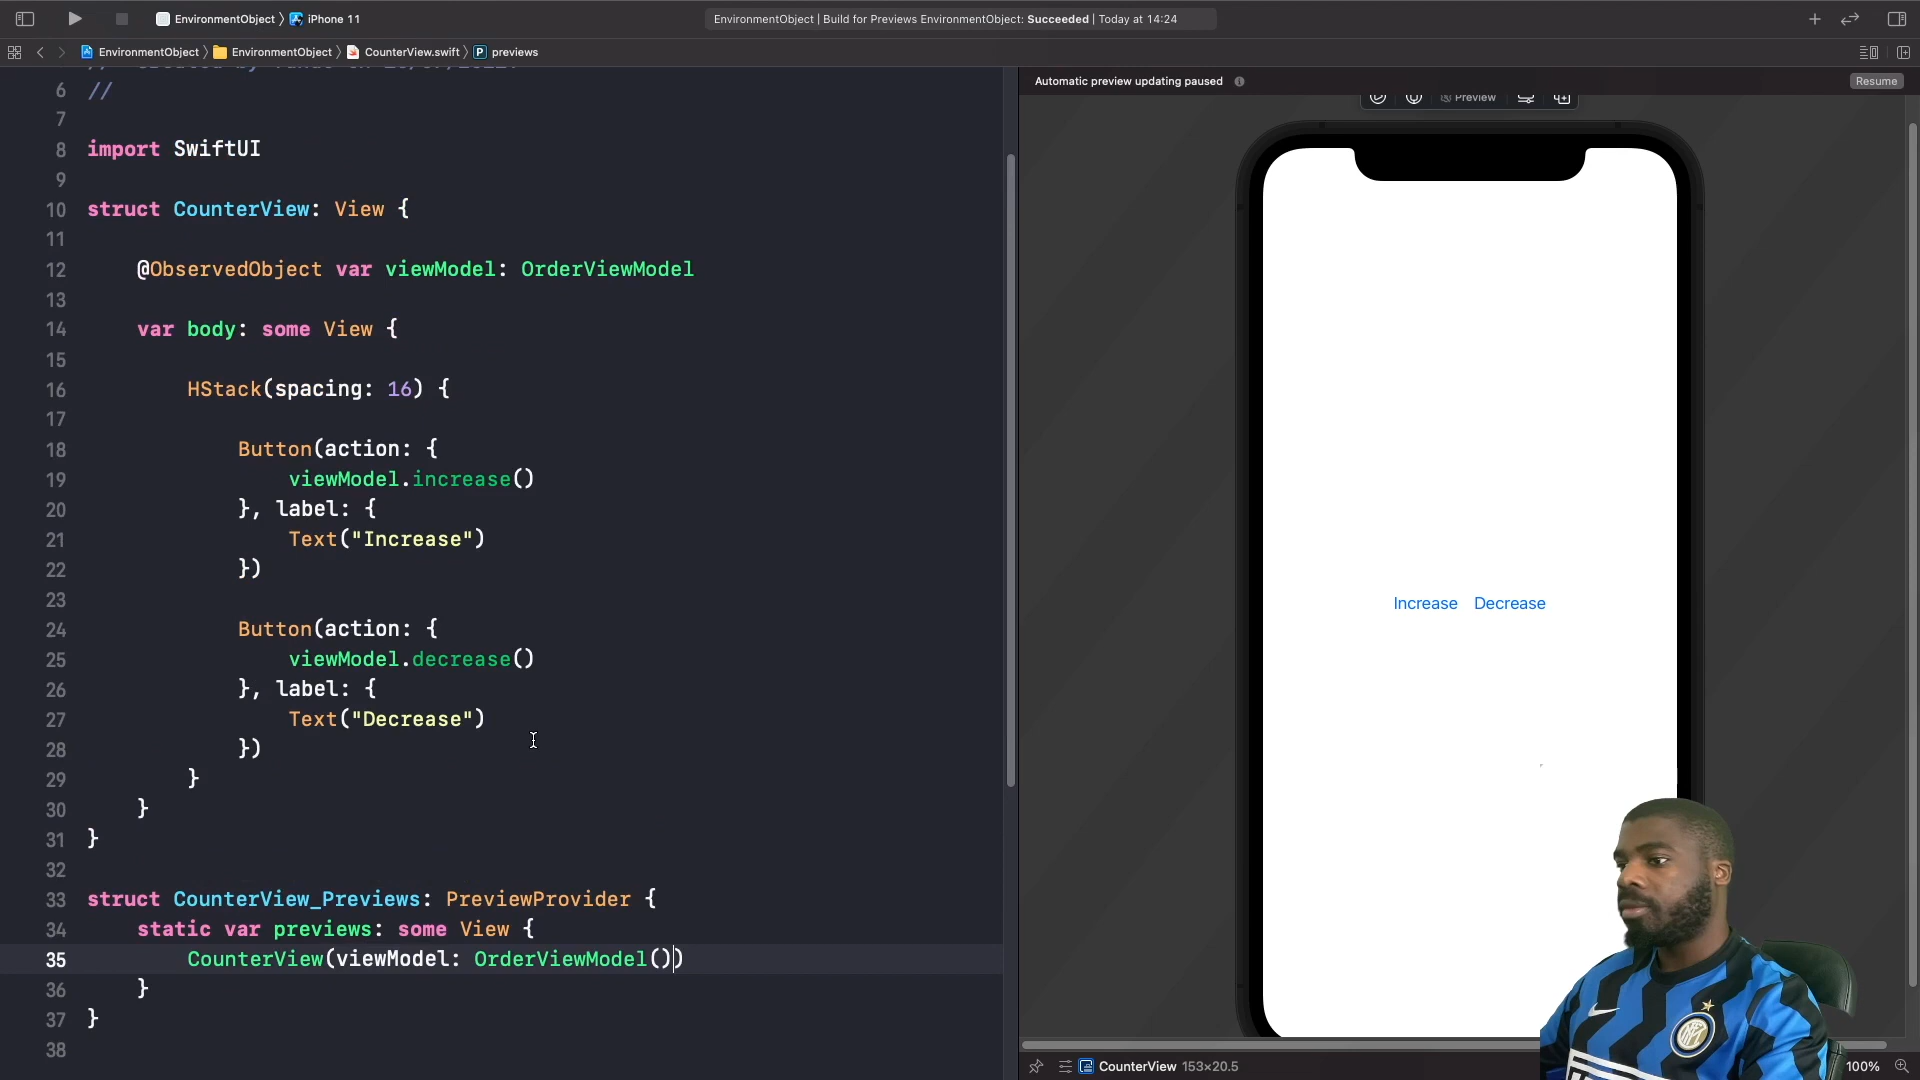 EnvironmentObject iPhone 11
EnvironmentObject | Build for Previews EnvironmentObject: Succeeded | Today at 14:24
EnvironmentObject EnvironmentObject CounterView.swift P previews
Automatic preview updating paused Resume
Preview
6 //
7
8 import SwiftUI
9
10 struct CounterView: View {
11
12 @ObservedObject var viewModel: OrderViewModel
13
14 var body: some View {
15
16 HStack(spacing: 16) {
17
18 Button(action: {
19 viewModel.increase()
20 }, label: {
21 Text("Increase")
22 })
23
24 Button(action: {
25 viewModel.decrease()
26 }, label: {
27 Text("Decrease")
28 })
29 }
30 }
31 }
32
33 struct CounterView_Previews: PreviewProvider {
34 static var previews: some View {
35 CounterView(viewModel: OrderViewModel())
36 }
37 }
38
Increase Decrease
CounterView 153×20.5
100%